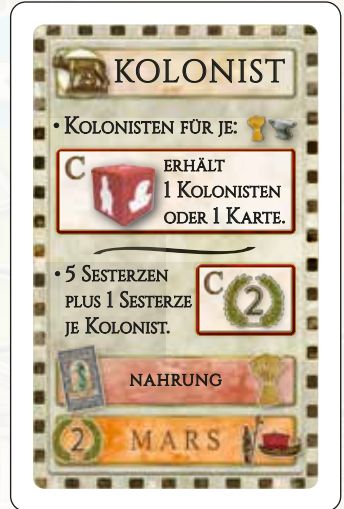 KOLONIST
• KOLONISTEN FÜR JE:
C
ERHÄLT
1 KOLONISTEN
ODER 1 KARTE.
• 5 SESTERZEN
PLUS 1 SESTERZE
JE KOLONIST.
C
2
NAHRUNG
2 MARS